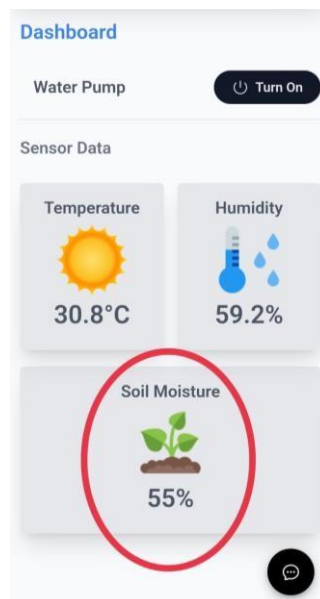 Dashboard
Water Pump
Turn On
Sensor Data
Temperature
Humidity
30.8°C
59.2%
Soil Moisture
55%